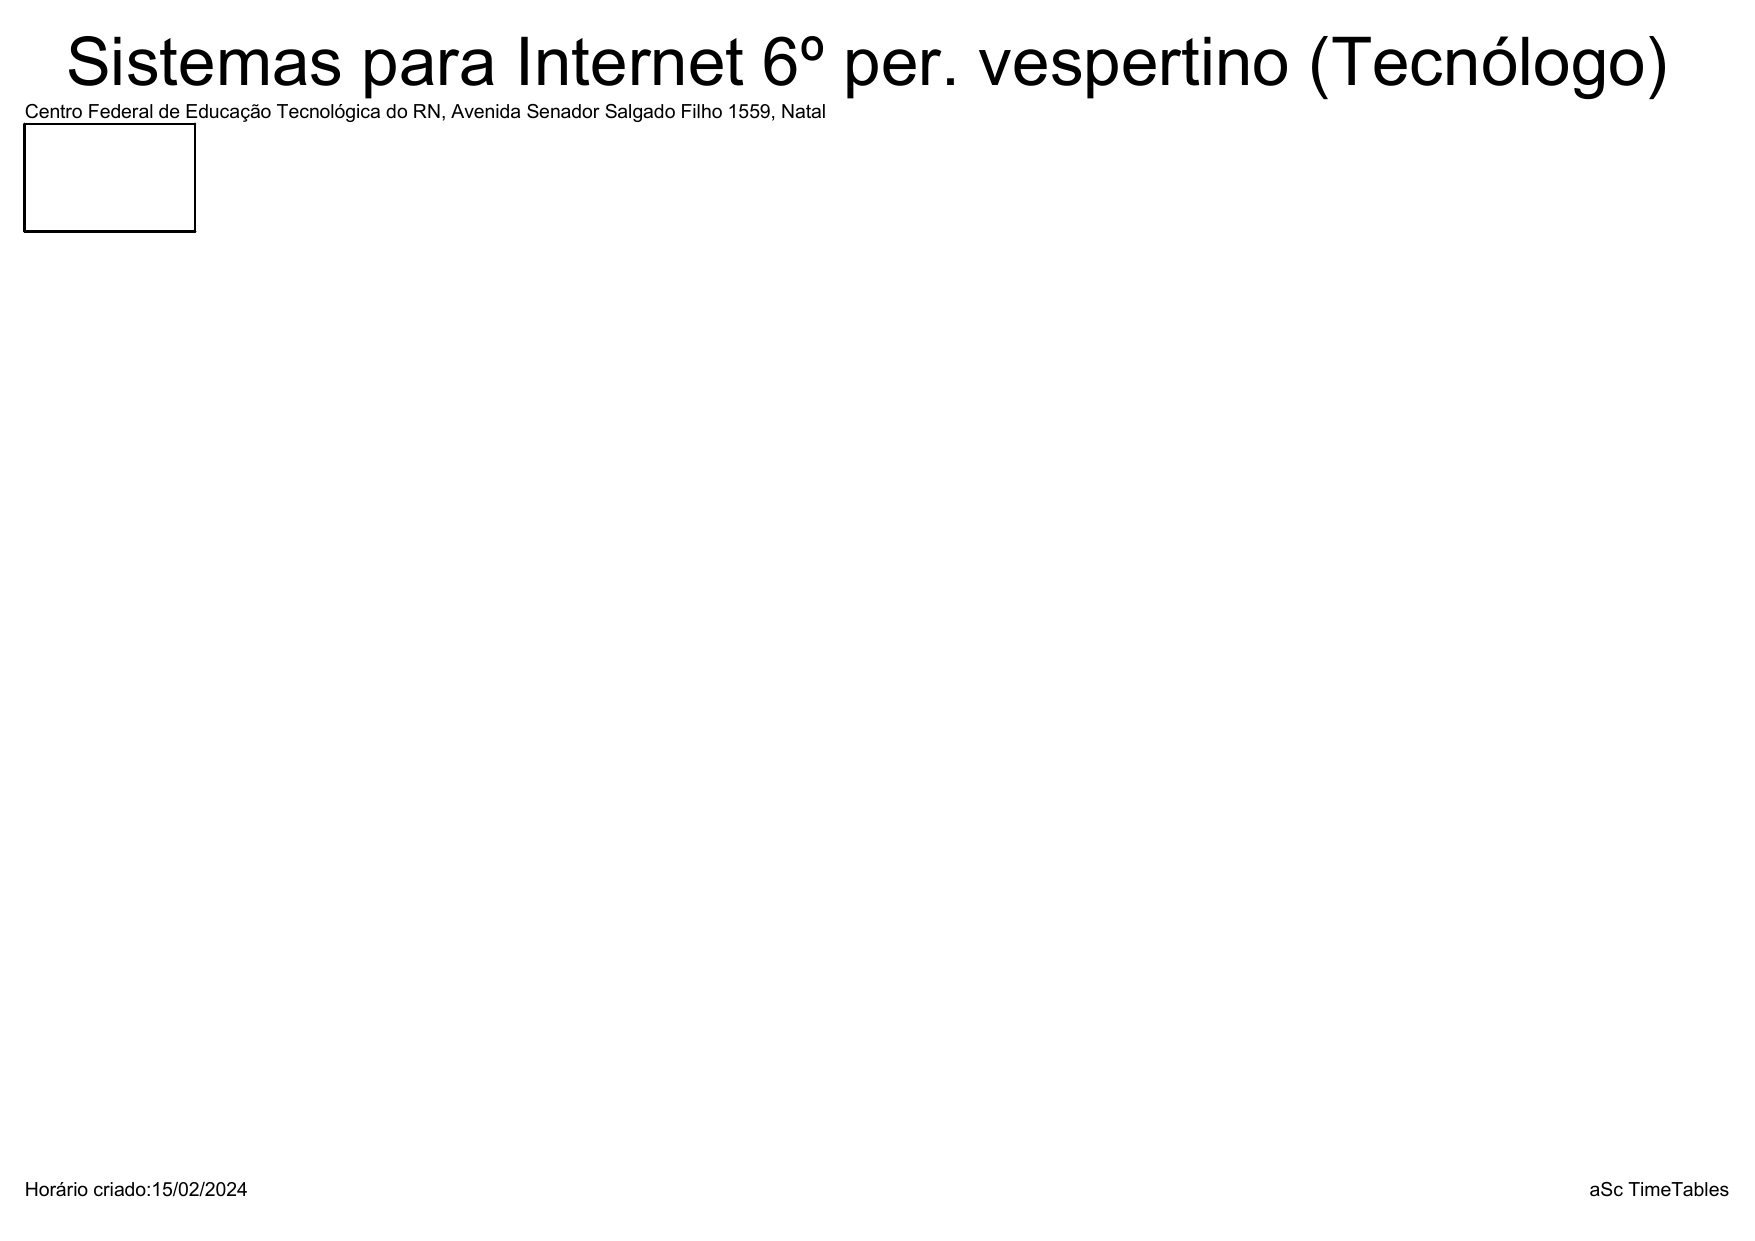 Sistemas para Internet 6º per. vespertino (Tecnólogo)
Centro Federal de Educação Tecnológica do RN, Avenida Senador Salgado Filho 1559, Natal
Horário criado:15/02/2024
aSc TimeTables